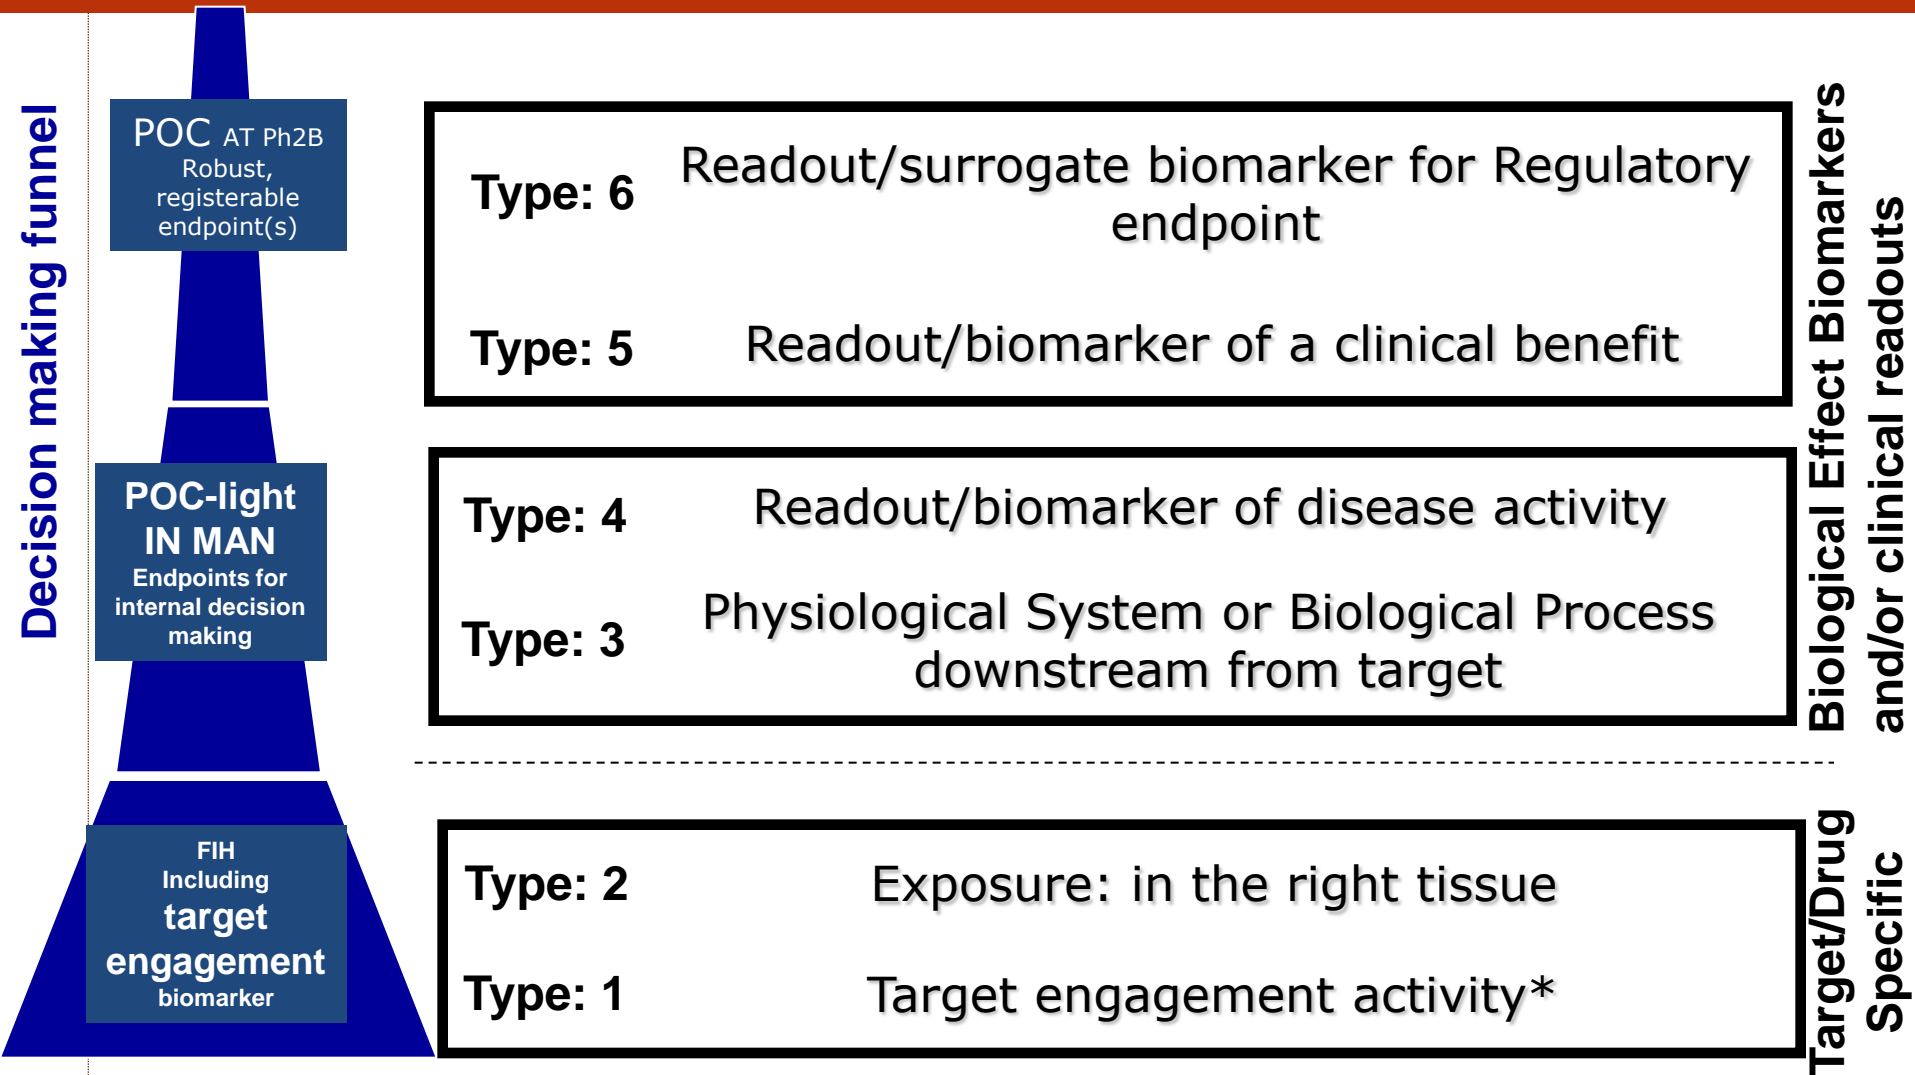 Decision making funnel
POC AT Ph2B
Robust,
registerable
endpoint(s)
POC-light
IN MAN
Endpoints for
internal decision
making
FIH
Including
target
engagement
biomarker
Type: 6
Readout/surrogate biomarker for Regulatory
endpoint
Type: 5
Readout/biomarker of a clinical benefit
Type: 4
Readout/biomarker of disease activity
Type: 3
Physiological System or Biological Process
downstream from target
Type: 2
Exposure: in the right tissue
Type: 1
Target engagement activity*
Biological Effect Biomarkers
and/or clinical readouts
Target/Drug
Specific